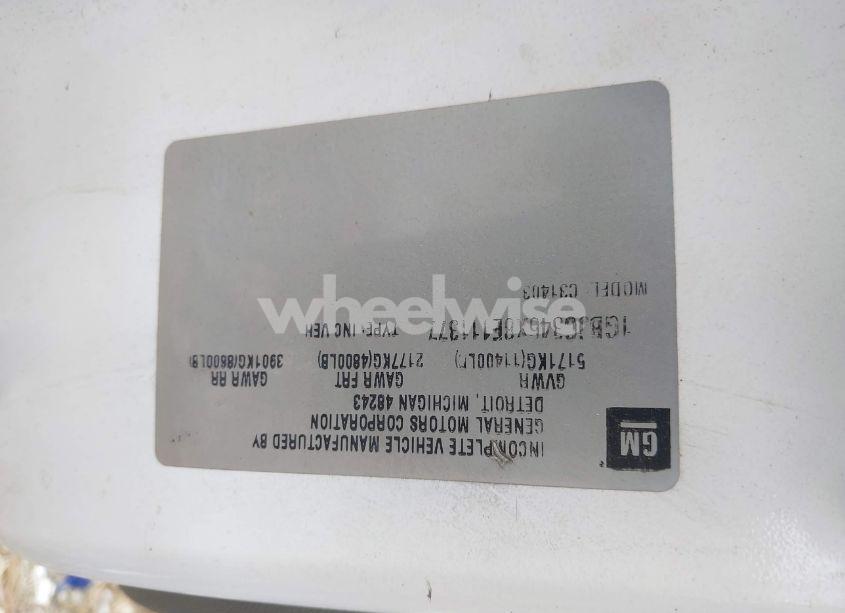 GM
INCOMPLETE VEHICLE MANUFACTURED BY
GENERAL MOTORS CORPORATION
DETROIT, MICHIGAN 48243
GVWR GAWR FRT GAWR RR
5171KG(11400LB) 2177KG(4800LB) 3901KG(8600LB)
TYPE: INC VEH
MODEL: C31403
wheelwise